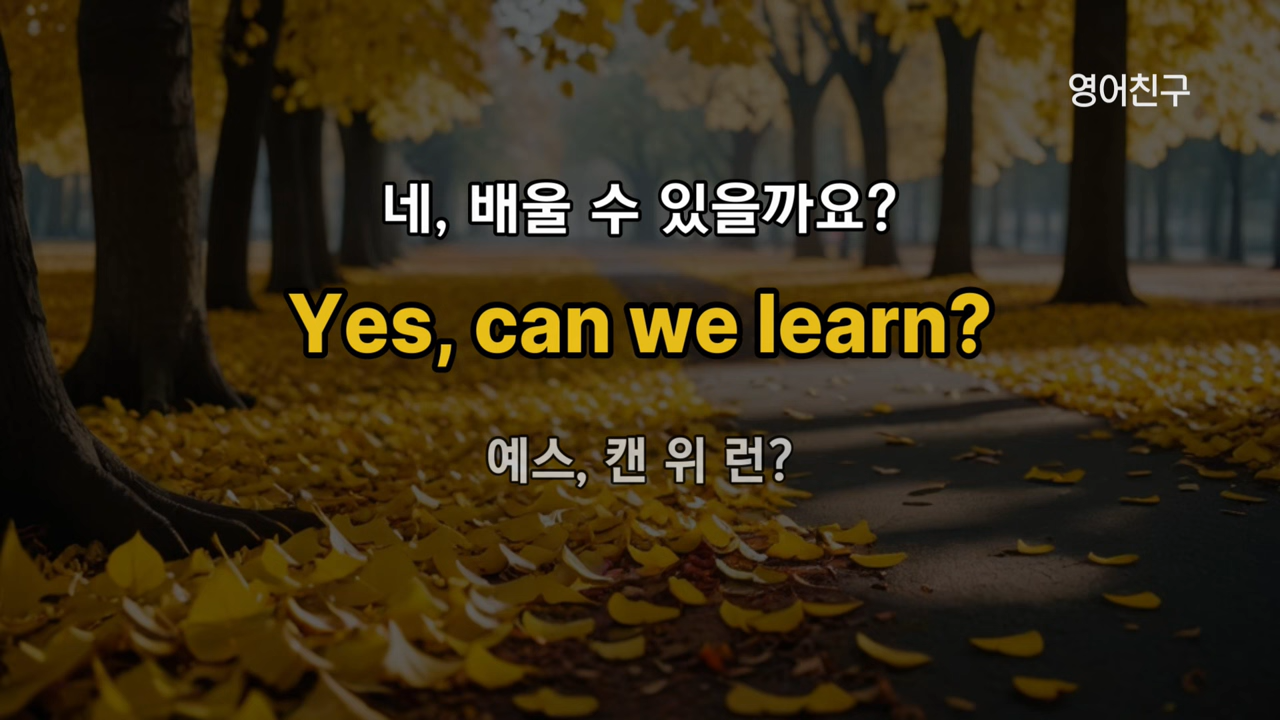 영어친구
네, 배울 수 있을까요?
Yes, can we learn?
예스, 캔 위 런?